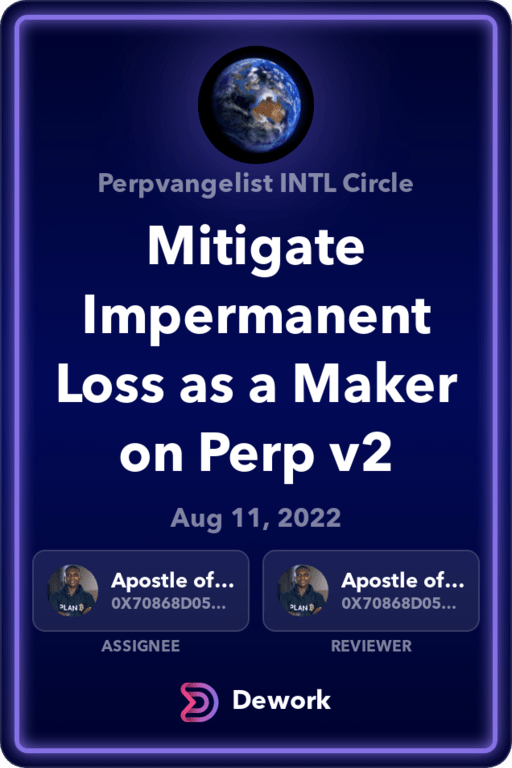 Perpvangelist INTL Circle
Mitigate
Impermanent
Loss as a Maker
on Perp v2
Aug 11, 2022
Apostle of...
0X70868D05...
ASSIGNEE
Apostle of...
0X70868D05...
REVIEWER
PLAN ₿
PLAN ₿
Dework